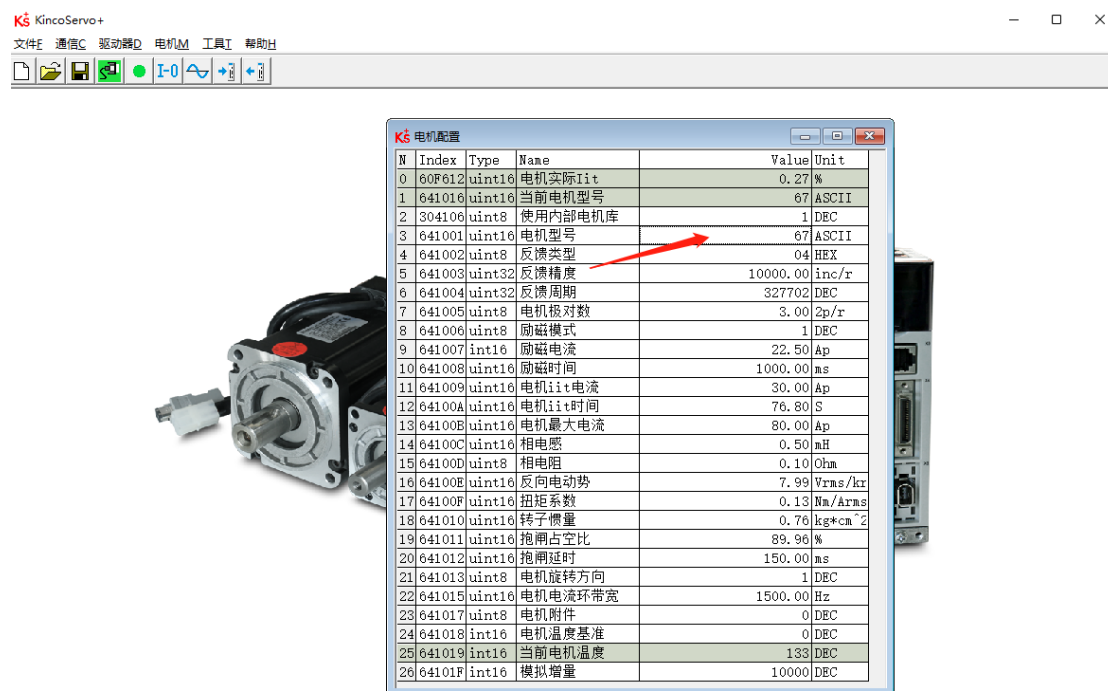 KincoServo+
文件F 通信C 驱动器D 电机M 工具T 帮助H
I-O
电机配置
N Index Type Name Value Unit
0 60F612 uint16 电机实际Iit 0.27 %
1 641016 uint16 当前电机型号 67 ASCII
2 304106 uint8 使用内部电机库 1 DEC
3 641001 uint16 电机型号 67 ASCII
4 641002 uint8 反馈类型 04 HEX
5 641003 uint32 反馈精度 10000.00 inc/r
6 641004 uint32 反馈周期 327702 DEC
7 641005 uint8 电机极对数 3.00 2p/r
8 641006 uint8 励磁模式 1 DEC
9 641007 int16 励磁电流 22.50 Ap
10 641008 uint16 励磁时间 1000.00 ms
11 641009 uint16 电机iit电流 30.00 Ap
12 64100A uint16 电机iit时间 76.80 S
13 64100B uint16 电机最大电流 80.00 Ap
14 64100C uint16 相电感 0.50 mH
15 64100D uint8 相电阻 0.10 Ohm
16 64100E uint16 反向电动势 7.99 Vrms/kr
17 64100F uint16 扭矩系数 0.13 Nm/Arms
18 641010 uint16 转子惯量 0.76 kg*cm^2
19 641011 uint16 抱闸占空比 89.96 %
20 641012 uint16 抱闸延时 150.00 ms
21 641013 uint8 电机旋转方向 1 DEC
22 641015 uint16 电机电流环带宽 1500.00 Hz
23 641017 uint8 电机附件 0 DEC
24 641018 int16 电机温度基准 0 DEC
25 641019 int16 当前电机温度 133 DEC
26 64101F int16 模拟增量 10000 DEC